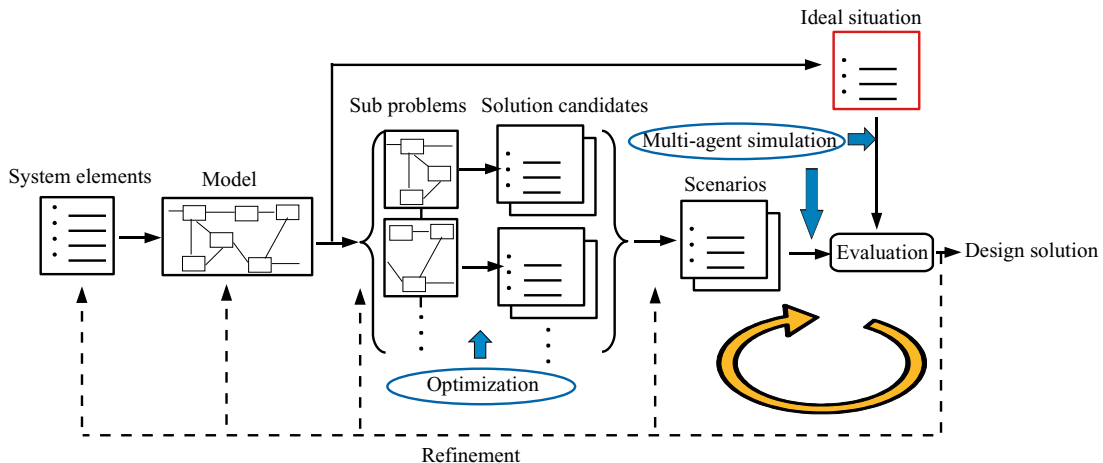 Ideal situation
Sub problems
Solution candidates
Multi-agent simulation
System elements
Model
Scenarios
Evaluation
Design solution
Optimization
Refinement